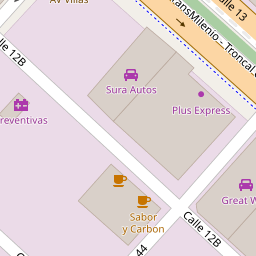 Av Villas
Calle 13
TransMilenio, Troncal
Calle 12B
Sura Autos
Plus Express
reventivas
Great W
Sabor
y Carbon
Calle 12B
44